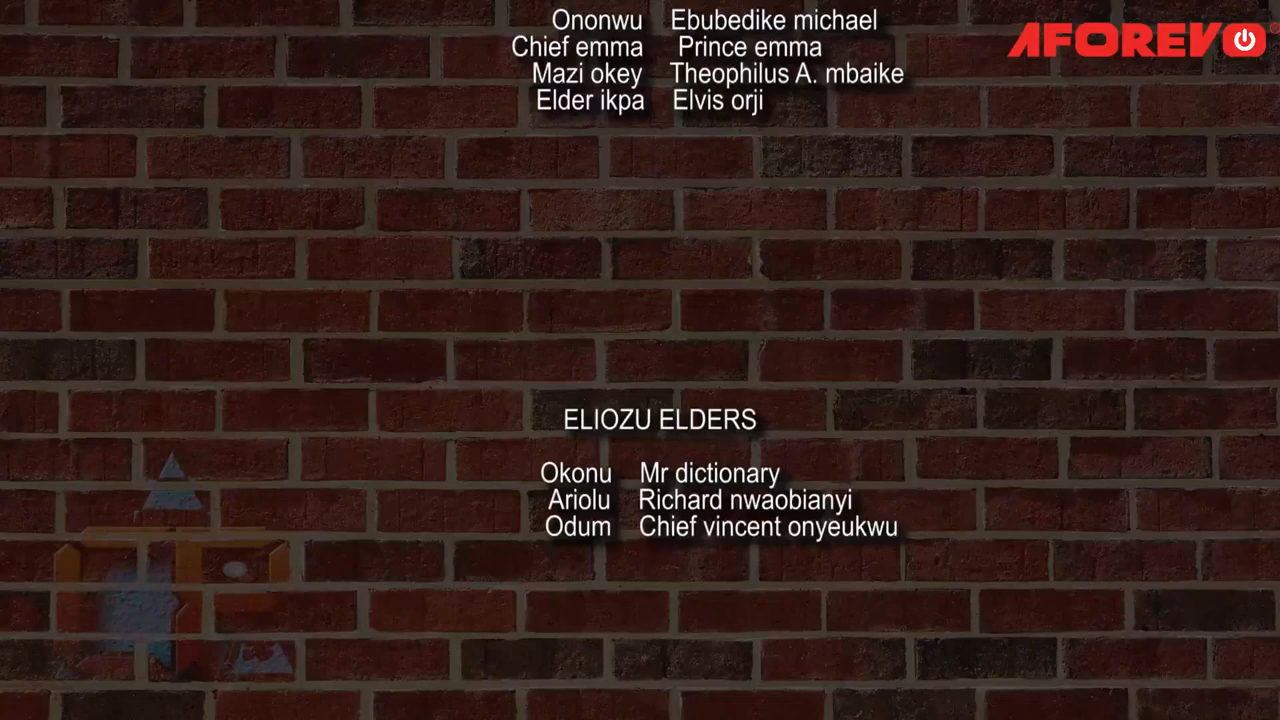 Ononwu Ebubedike michael
AFOREVO
Chief emma Prince emma
Mazi okey Theophilus A. mbaike
Elder ikpa Elvis orji
ELIOZU ELDERS
Okonu Mr dictionary
Ariolu Richard nwaobianyi
Odum Chief vincent onyeukwu